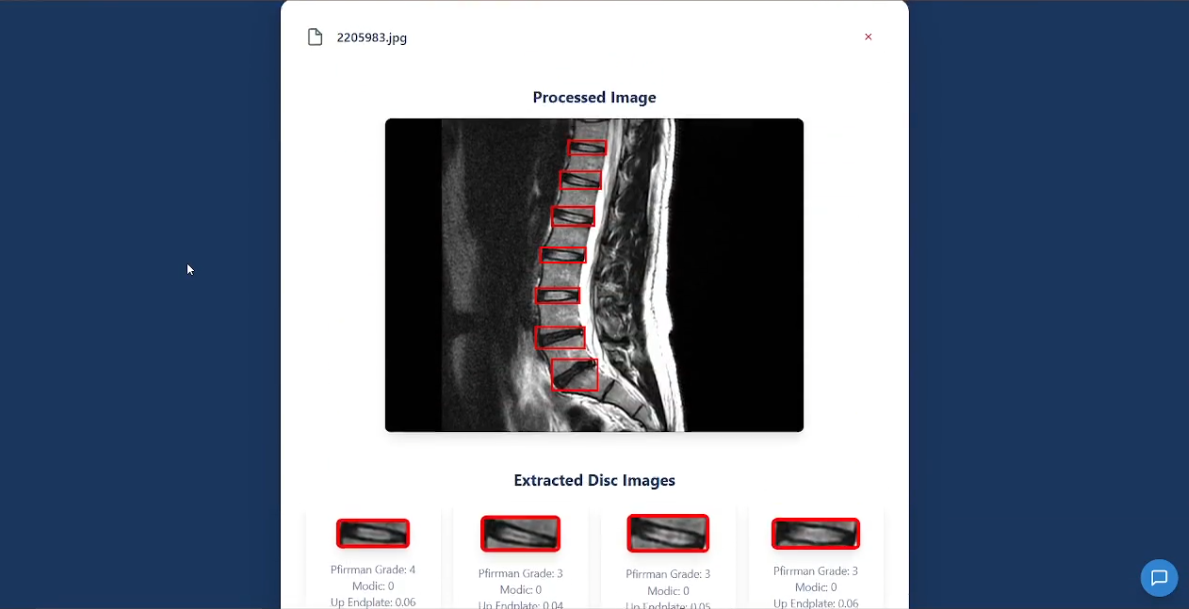 2205983.jpg ×
Processed Image
Extracted Disc Images
Pfirrman Grade: 4
Modic: 0
Up Endplate: 0.06
Pfirrman Grade: 3
Modic: 0
Up Endplate: 0.04
Pfirrman Grade: 3
Modic: 0
Up Endplate: 0.05
Pfirrman Grade: 3
Modic: 0
Up Endplate: 0.06